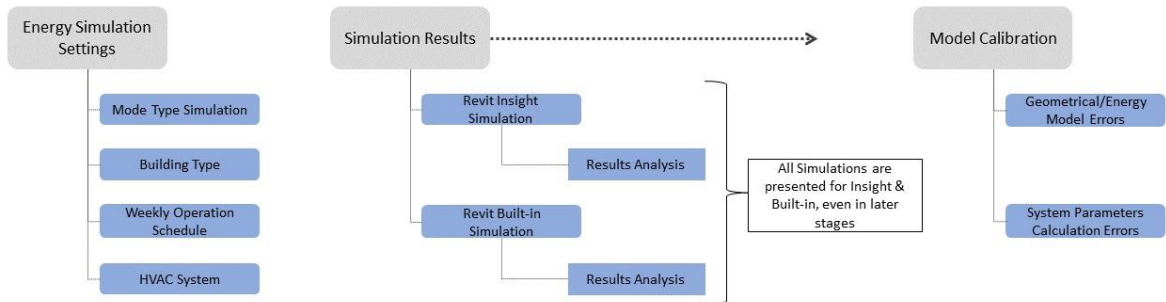 Energy Simulation
Settings
Mode Type Simulation
Building Type
Weekly Operation
Schedule
HVAC System
Simulation Results
Revit Insight
Simulation
Results Analysis
Revit Built-in
Simulation
Results Analysis
All Simulations are
presented for Insight &
Built-in, even in later
stages
Model Calibration
Geometrical/Energy
Model Errors
System Parameters
Calculation Errors